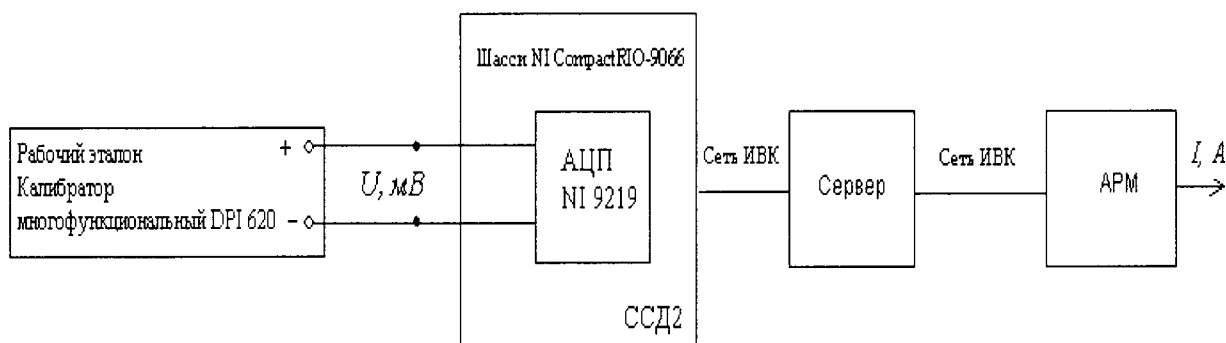 Шасси NI CompactRIO-9066
Рабочий эталон
Калибратор
многофункциональный DPI 620
+
−
U, мВ
АЦП
NI 9219
ССД2
Сеть ИВК
Сервер
Сеть ИВК
АРМ
I, А